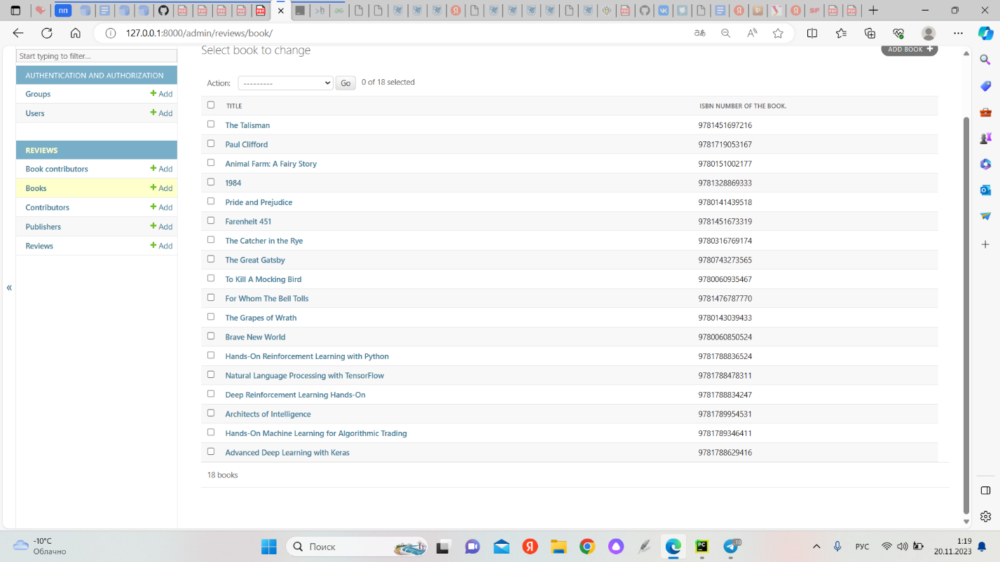 пп
127.0.0.1:8000/admin/reviews/book/
Start typing to filter...
AUTHENTICATION AND AUTHORIZATION
Groups + Add
Users + Add
REVIEWS
Book contributors + Add
Books + Add
Contributors + Add
Publishers + Add
Reviews + Add
«
Select book to change
ADD BOOK +
Action: --------- Go 0 of 18 selected
TITLE ISBN NUMBER OF THE BOOK.
The Talisman 9781451697216
Paul Clifford 9781719053167
Animal Farm: A Fairy Story 9780151002177
1984 9781328869333
Pride and Prejudice 9780141439518
Farenheit 451 9781451673319
The Catcher in the Rye 9780316769174
The Great Gatsby 9780743273565
To Kill A Mocking Bird 9780060935467
For Whom The Bell Tolls 9781476787770
The Grapes of Wrath 9780143039433
Brave New World 9780060850524
Hands-On Reinforcement Learning with Python 9781788836524
Natural Language Processing with TensorFlow 9781788478311
Deep Reinforcement Learning Hands-On 9781788834247
Architects of Intelligence 9781789954531
Hands-On Machine Learning for Algorithmic Trading 9781789346411
Advanced Deep Learning with Keras 9781788629416
18 books
-10°C
Облачно
Поиск
РУС
1:19
20.11.2023